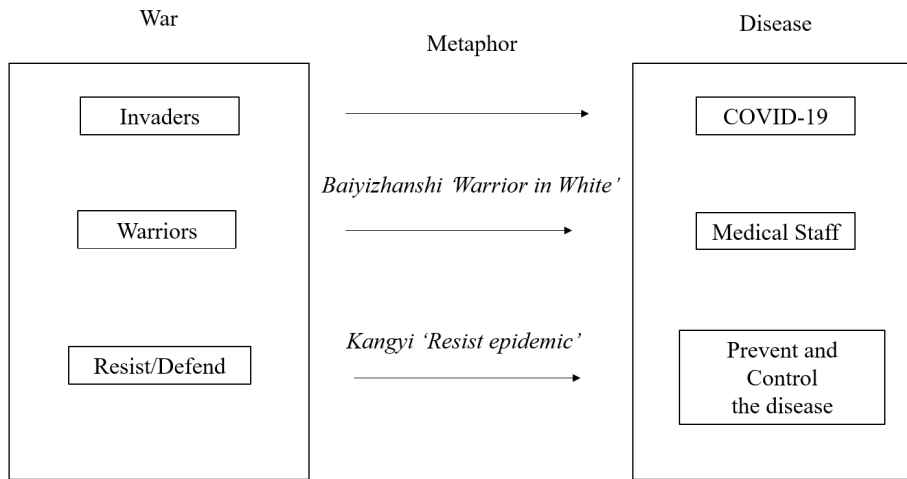 War
Metaphor
Disease
Invaders
COVID-19
Baiyizhanshi ‘Warrior in White’
Warriors
Medical Staff
Kangyi ‘Resist epidemic’
Resist/Defend
Prevent and
Control
the disease